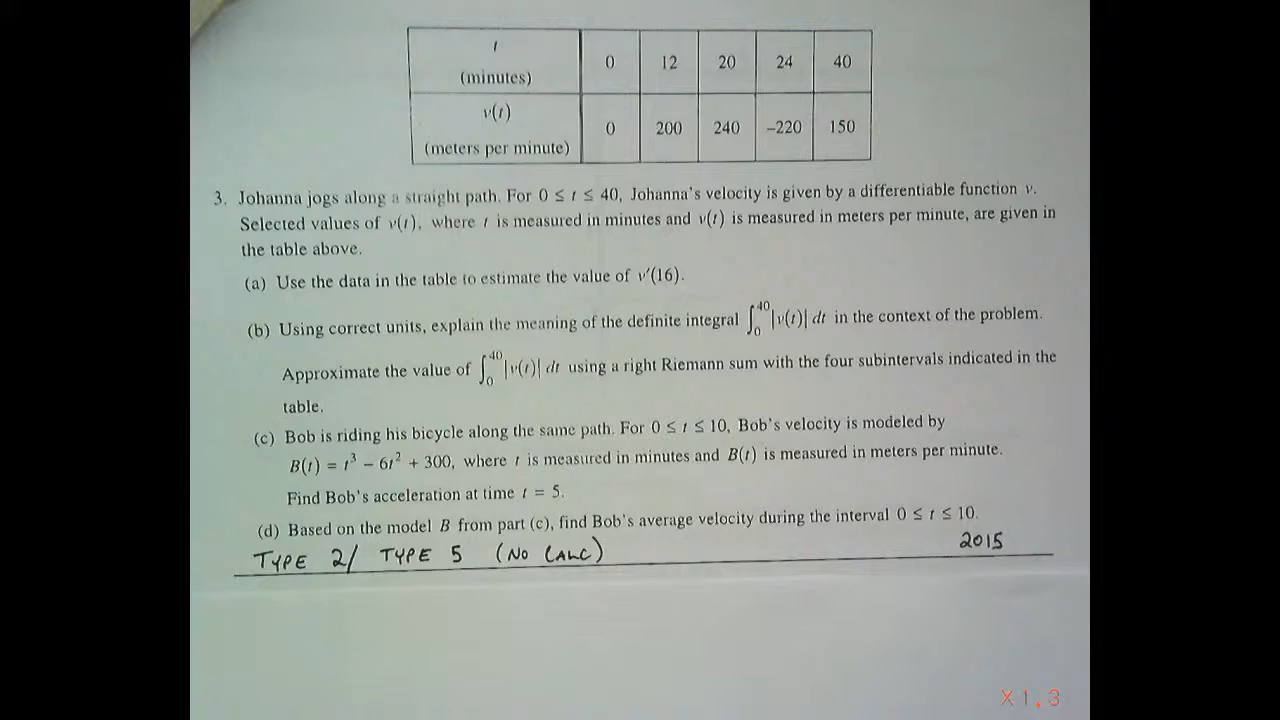 t
(minutes)
0 12 20 24 40
v(t)
(meters per minute)
0 200 240 –220 150
3. Johanna jogs along a straight path. For 0 ≤ t ≤ 40, Johanna's velocity is given by a differentiable function v.
Selected values of v(t), where t is measured in minutes and v(t) is measured in meters per minute, are given in
the table above.
(a) Use the data in the table to estimate the value of v′(16).
(b) Using correct units, explain the meaning of the definite integral ∫₀⁴⁰ |v(t)| dt in the context of the problem.
Approximate the value of ∫₀⁴⁰ |v(t)| dt using a right Riemann sum with the four subintervals indicated in the
table.
(c) Bob is riding his bicycle along the same path. For 0 ≤ t ≤ 10, Bob's velocity is modeled by
B(t) = t³ – 6t² + 300, where t is measured in minutes and B(t) is measured in meters per minute.
Find Bob's acceleration at time t = 5.
(d) Based on the model B from part (c), find Bob's average velocity during the interval 0 ≤ t ≤ 10.
TYPE 2/ TYPE 5 (NO CALC) 2015
X1.3